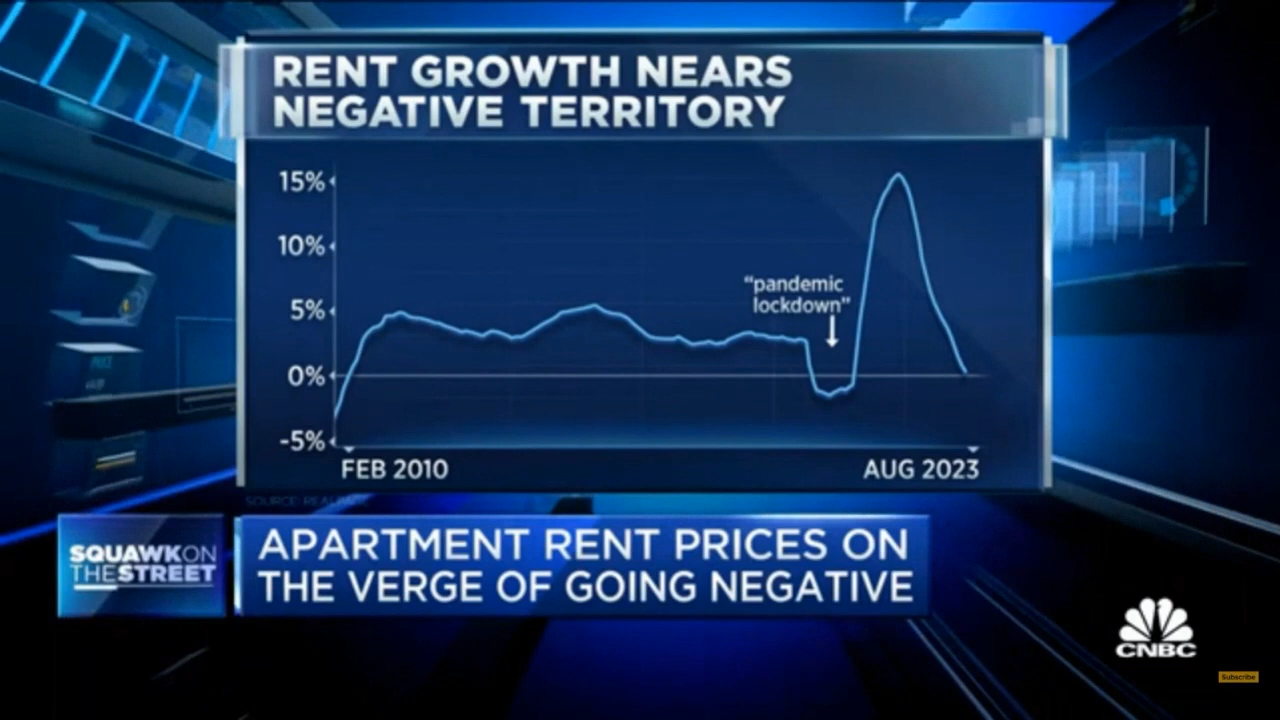 RENT GROWTH NEARS
NEGATIVE TERRITORY
15%
10%
5%
0%
-5%
“pandemic
lockdown”
FEB 2010
AUG 2023
SQUAWK ON
THE STREET
APARTMENT RENT PRICES ON
THE VERGE OF GOING NEGATIVE
CNBC
Subscribe